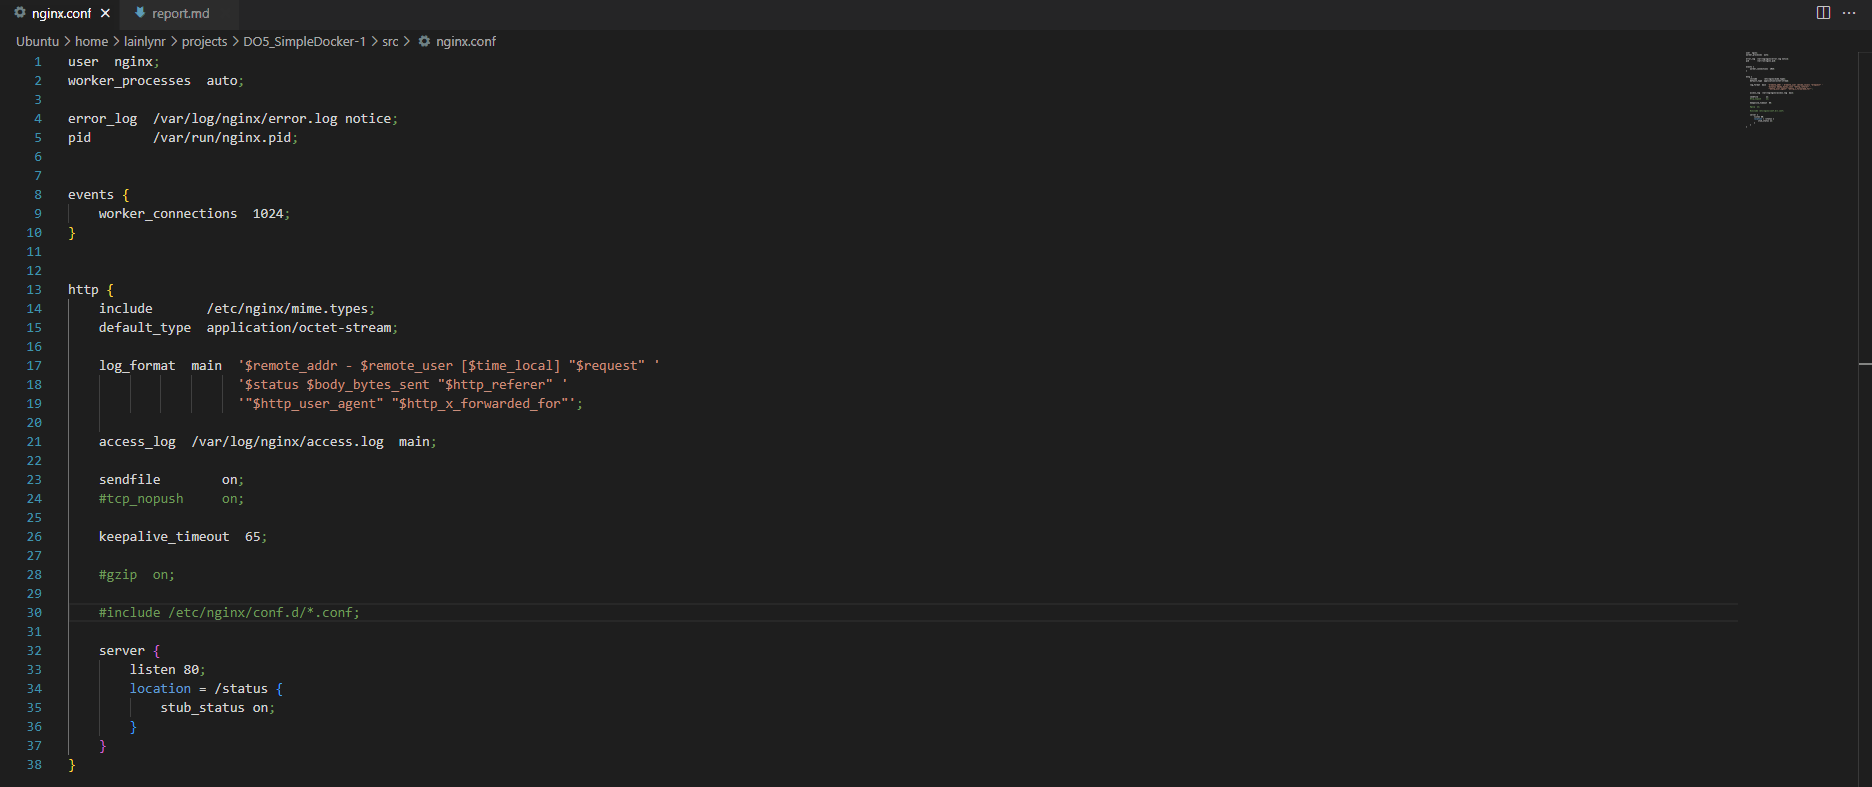 nginx.conf report.md
Ubuntu > home > lainlynr > projects > DO5_SimpleDocker-1 > src > nginx.conf
1 user  nginx;
2 worker_processes  auto;
3
4 error_log  /var/log/nginx/error.log notice;
5 pid        /var/run/nginx.pid;
6
7
8 events {
9     worker_connections  1024;
10 }
11
12
13 http {
14     include       /etc/nginx/mime.types;
15     default_type  application/octet-stream;
16
17     log_format  main  '$remote_addr - $remote_user [$time_local] "$request" '
18                       '$status $body_bytes_sent "$http_referer" '
19                       '"$http_user_agent" "$http_x_forwarded_for"';
20
21     access_log  /var/log/nginx/access.log  main;
22
23     sendfile        on;
24     #tcp_nopush     on;
25
26     keepalive_timeout  65;
27
28     #gzip  on;
29
30     #include /etc/nginx/conf.d/*.conf;
31
32     server {
33         listen 80;
34         location = /status {
35             stub_status on;
36         }
37     }
38 }